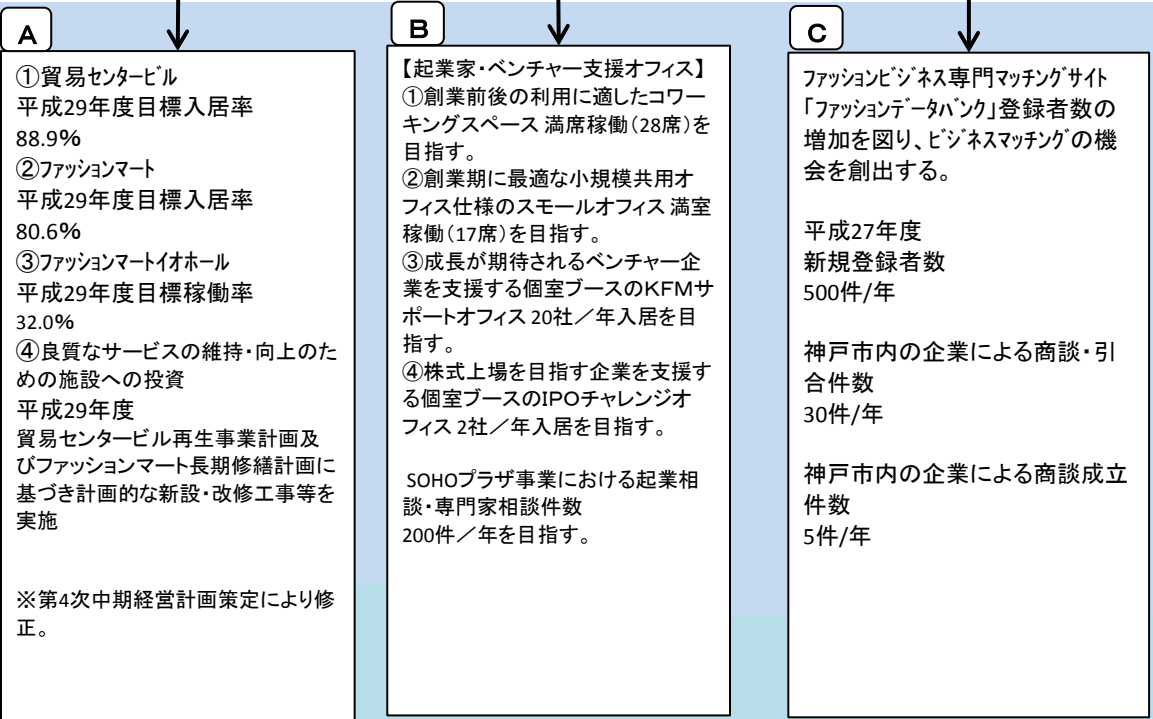 A
①貿易センタービル
平成29年度目標入居率
88.9%
②ファッションマート
平成29年度目標入居率
80.6%
③ファッションマートイオホール
平成29年度目標稼働率
32.0%
④良質なサービスの維持・向上のた
めの施設への投資
平成29年度
貿易センタービル再生事業計画及
びファッションマート長期修繕計画に
基づき計画的な新設・改修工事等を
実施
※第4次中期経営計画策定により修
正。
B
【起業家・ベンチャー支援オフィス】
①創業前後の利用に適したコワー
キングスペース 満席稼働(28席)を
目指す。
②創業期に最適な小規模共用オ
フィス仕様のスモールオフィス 満室
稼働(17席)を目指す。
③成長が期待されるベンチャー企
業を支援する個室ブースのKFMサ
ポートオフィス 20社/年入居を目
指す。
④株式上場を目指す企業を支援す
る個室ブースのIPOチャレンジオ
フィス 2社/年入居を目指す。
SOHOプラザ事業における起業相
談・専門家相談件数
200件/年を目指す。
C
ファッションビジネス専門マッチングサイト
「ファッションデータバンク」登録者数の
増加を図り、ビジネスマッチングの機
会を創出する。
平成27年度
新規登録者数
500件/年
神戸市内の企業による商談・引
合件数
30件/年
神戸市内の企業による商談成立
件数
5件/年